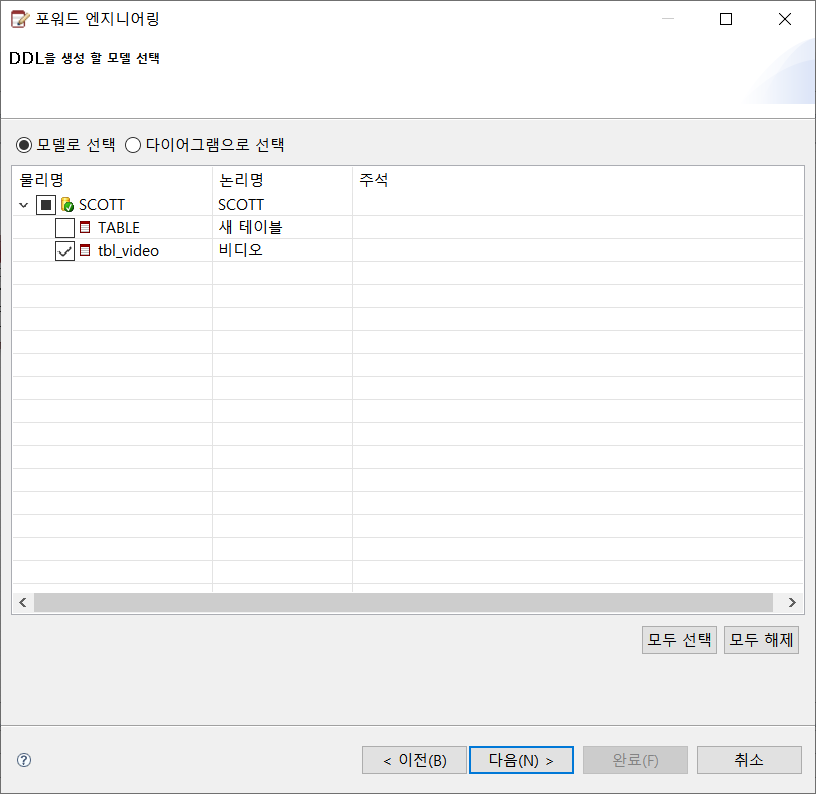 포워드 엔지니어링
DDL을 생성 할 모델 선택
모델로 선택 다이어그램으로 선택
물리명 논리명 주석
SCOTT SCOTT
TABLE 새 테이블
tbl_video 비디오
모두 선택 모두 해제
< 이전(B) 다음(N) > 완료(F) 취소